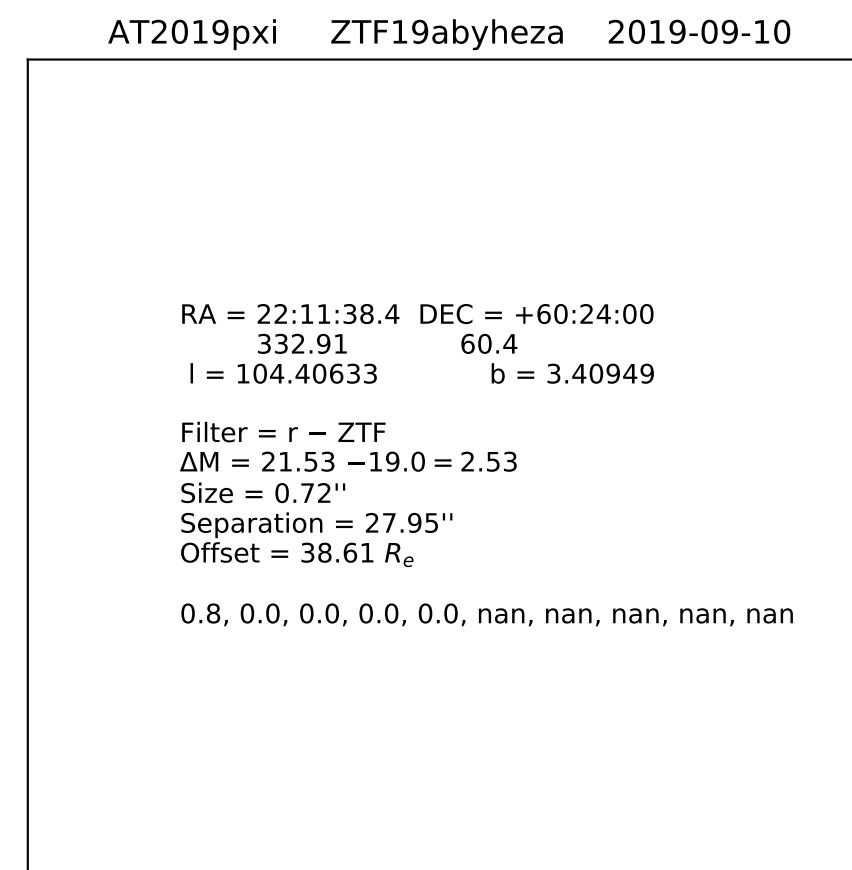 AT2019pxi ZTF19abyheza 2019-09-10
RA = 22:11:38.4 DEC = +60:24:00
332.91 60.4
l = 104.40633 b = 3.40949
Filter = r − ZTF
ΔM = 21.53 −19.0 = 2.53
Size = 0.72''
Separation = 27.95''
Offset = 38.61 Re
0.8, 0.0, 0.0, 0.0, 0.0, nan, nan, nan, nan, nan